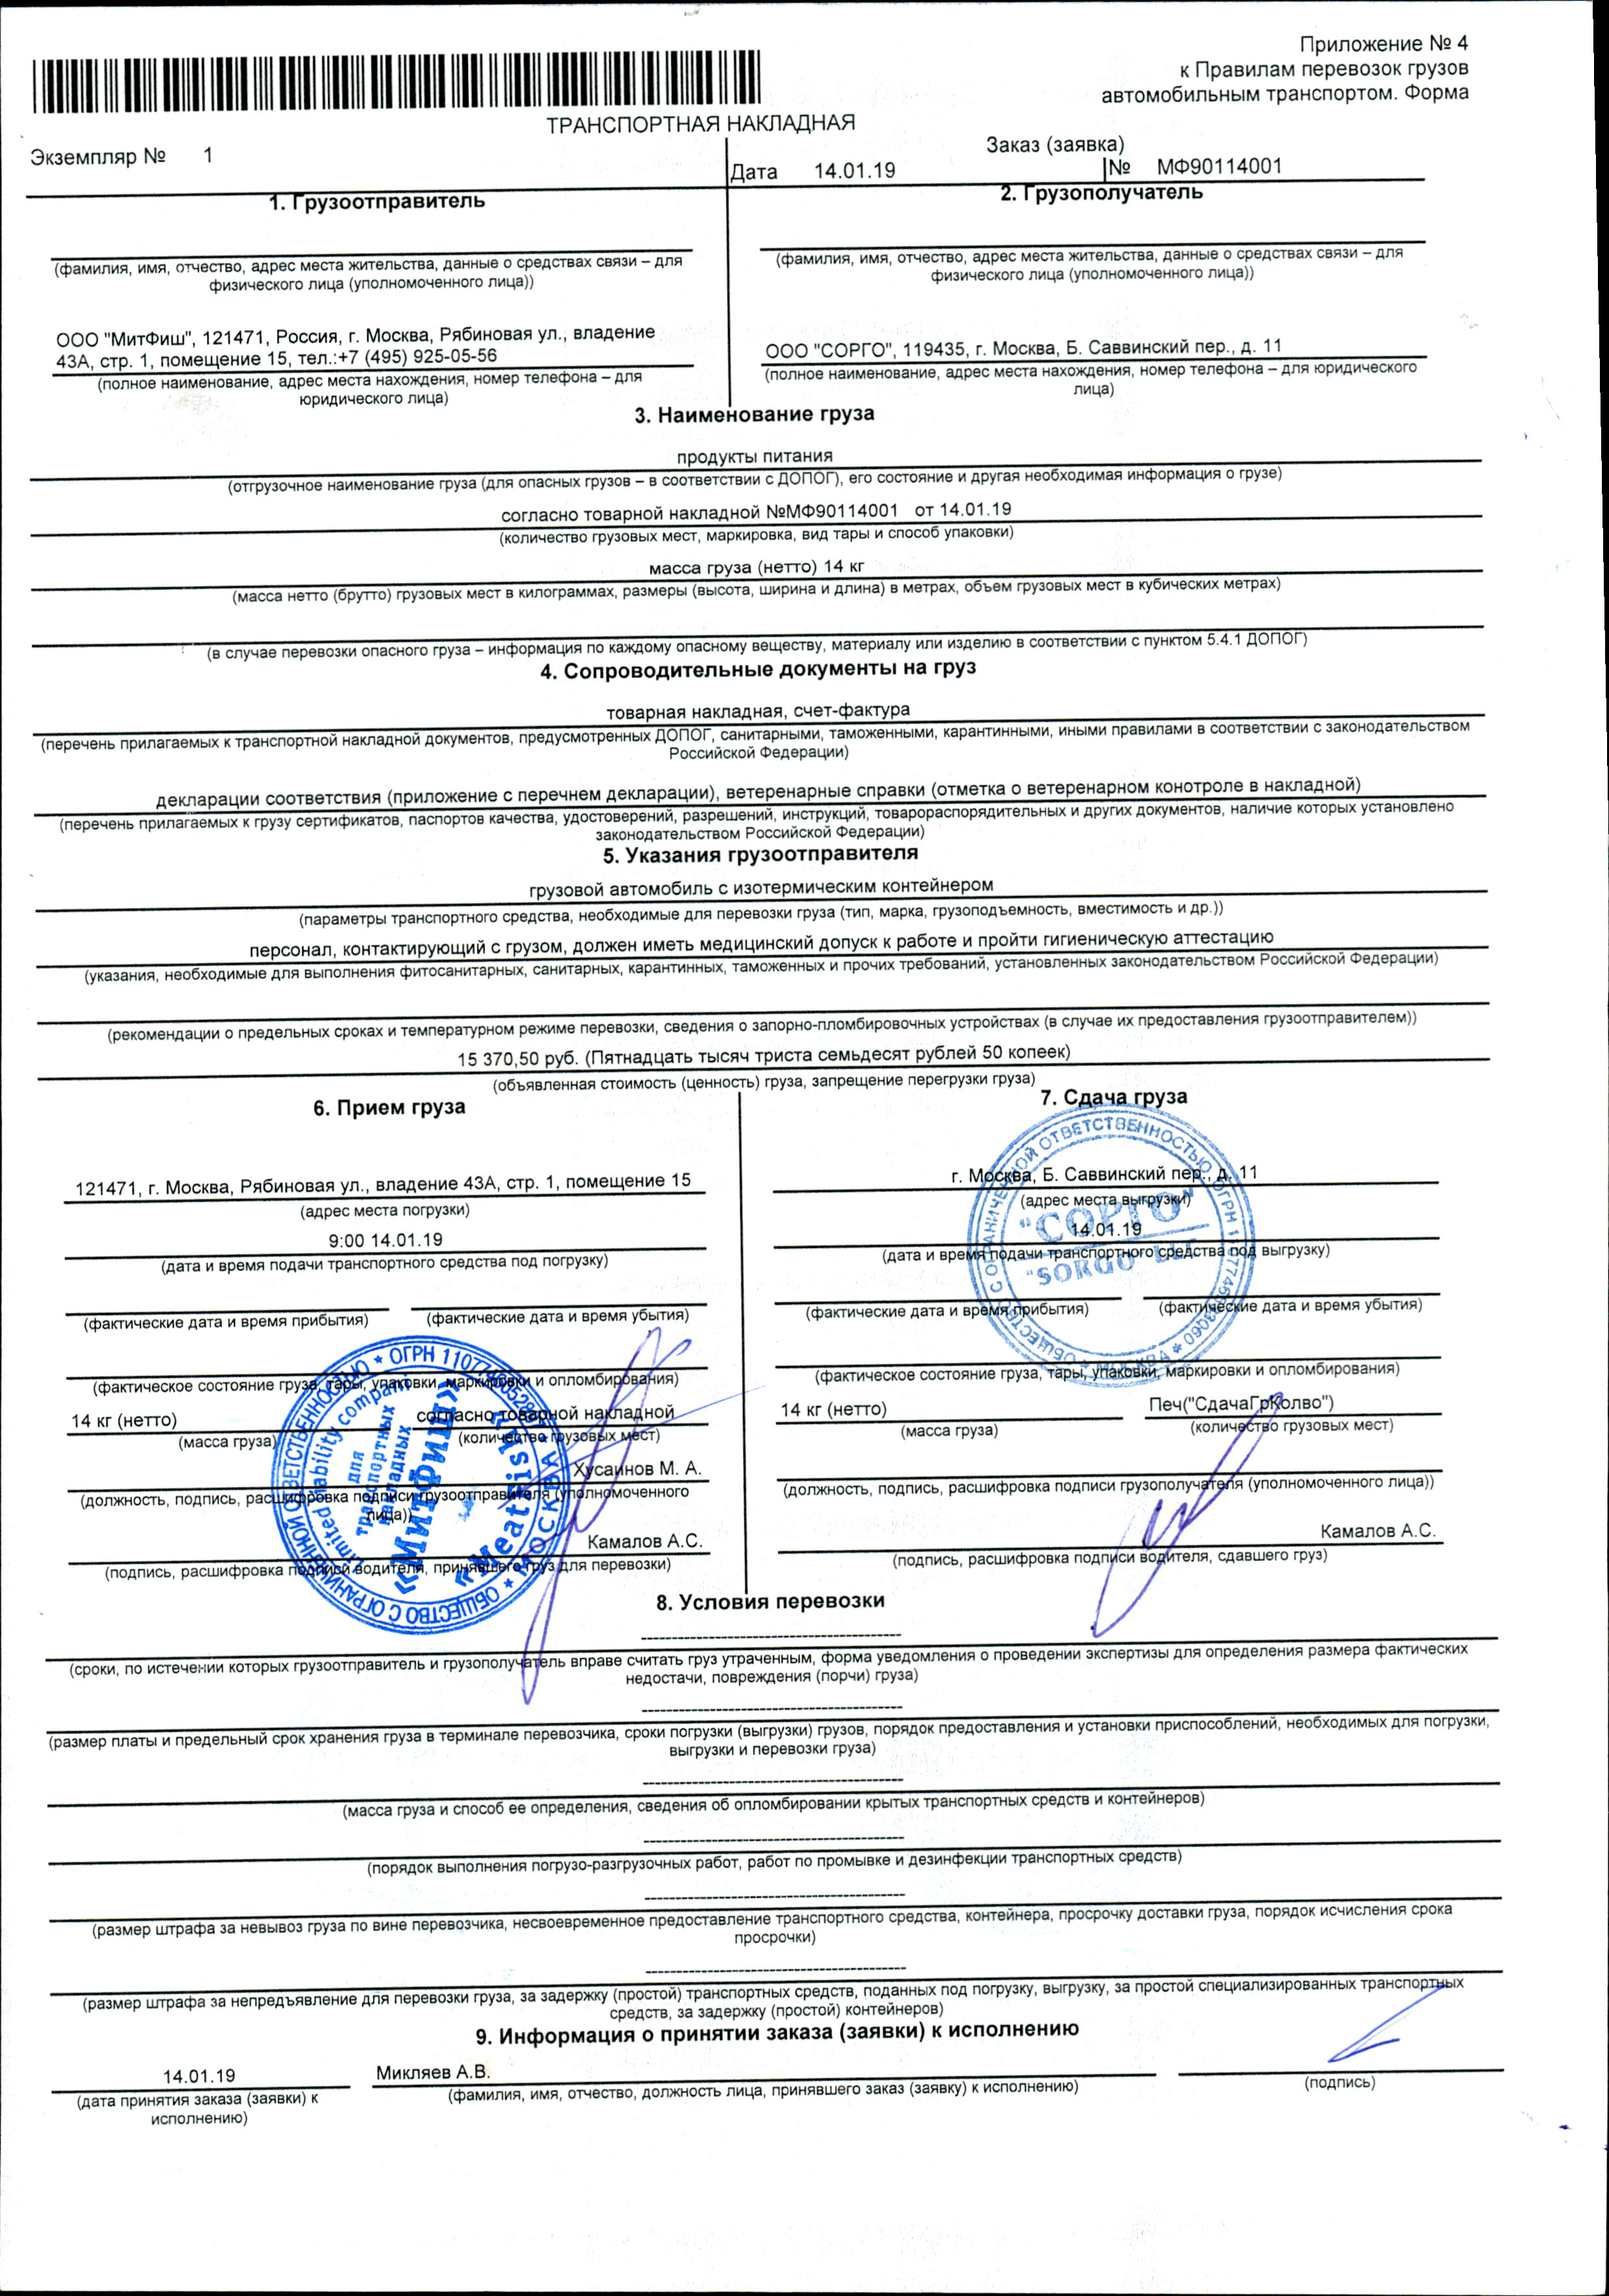 Приложение № 4
к Правилам перевозок грузов
автомобильным транспортом. Форма
ТРАНСПОРТНАЯ НАКЛАДНАЯ
Экземпляр № 1
Дата 14.01.19
Заказ (заявка)
№ МФ90114001
1. Грузоотправитель
(фамилия, имя, отчество, адрес места жительства, данные о средствах связи – для
физического лица (уполномоченного лица))
ООО "МитФиш", 121471, Россия, г. Москва, Рябиновая ул., владение
43А, стр. 1, помещение 15, тел.:+7 (495) 925-05-56
(полное наименование, адрес места нахождения, номер телефона – для
юридического лица)
2. Грузополучатель
(фамилия, имя, отчество, адрес места жительства, данные о средствах связи – для
физического лица (уполномоченного лица))
ООО "СОРГО", 119435, г. Москва, Б. Саввинский пер., д. 11
(полное наименование, адрес места нахождения, номер телефона – для юридического
лица)
3. Наименование груза
продукты питания
(отгрузочное наименование груза (для опасных грузов – в соответствии с ДОПОГ), его состояние и другая необходимая информация о грузе)
согласно товарной накладной №МФ90114001 от 14.01.19
(количество грузовых мест, маркировка, вид тары и способ упаковки)
масса груза (нетто) 14 кг
(масса нетто (брутто) грузовых мест в килограммах, размеры (высота, ширина и длина) в метрах, объем грузовых мест в кубических метрах)
(в случае перевозки опасного груза – информация по каждому опасному веществу, материалу или изделию в соответствии с пунктом 5.4.1 ДОПОГ)
4. Сопроводительные документы на груз
товарная накладная, счет-фактура
(перечень прилагаемых к транспортной накладной документов, предусмотренных ДОПОГ, санитарными, таможенными, карантинными, иными правилами в соответствии с законодательством
Российской Федерации)
декларации соответствия (приложение с перечнем декларации), ветеренарные справки (отметка о ветеренарном конотроле в накладной)
(перечень прилагаемых к грузу сертификатов, паспортов качества, удостоверений, разрешений, инструкций, товарораспорядительных и других документов, наличие которых установлено
законодательством Российской Федерации)
5. Указания грузоотправителя
грузовой автомобиль с изотермическим контейнером
(параметры транспортного средства, необходимые для перевозки груза (тип, марка, грузоподъемность, вместимость и др.))
персонал, контактирующий с грузом, должен иметь медицинский допуск к работе и пройти гигиеническую аттестацию
(указания, необходимые для выполнения фитосанитарных, санитарных, карантинных, таможенных и прочих требований, установленных законодательством Российской Федерации)
(рекомендации о предельных сроках и температурном режиме перевозки, сведения о запорно-пломбировочных устройствах (в случае их предоставления грузоотправителем))
15 370,50 руб. (Пятнадцать тысяч триста семьдесят рублей 50 копеек)
(объявленная стоимость (ценность) груза, запрещение перегрузки груза)
6. Прием груза
121471, г. Москва, Рябиновая ул., владение 43А, стр. 1, помещение 15
(адрес места погрузки)
9:00 14.01.19
(дата и время подачи транспортного средства под погрузку)
(фактические дата и время прибытия) (фактические дата и время убытия)
(фактическое состояние груза, тары, упаковки, маркировки и опломбирования)
14 кг (нетто) согласно товарной накладной
(масса груза) (количество грузовых мест)
Хусаинов М. А.
(должность, подпись, расшифровка подписи грузоотправителя (уполномоченного
лица))
Камалов А.С.
(подпись, расшифровка подписи водителя, принявшего груз для перевозки)
ОБЩЕСТВО С ОГРАНИЧЕННОЙ ОТВЕТСТВЕННОСТЬЮ * ОГРН
МОСКВА
Limited liability company
для
транспортных
накладных
«Митфиш»
«Meatfish»
7. Сдача груза
г. Москва, Б. Саввинский пер., д. 11
(адрес места выгрузки)
14.01.19
(дата и время подачи транспортного средства под выгрузку)
(фактические дата и время прибытия) (фактические дата и время убытия)
(фактическое состояние груза, тары, упаковки, маркировки и опломбирования)
14 кг (нетто) Печ("СдачаГрКолво")
(масса груза) (количество грузовых мест)
(должность, подпись, расшифровка подписи грузополучателя (уполномоченного лица))
Камалов А.С.
(подпись, расшифровка подписи водителя, сдавшего груз)
ОБЩЕСТВО С ОГРАНИЧЕННОЙ ОТВЕТСТВЕННОСТЬЮ ОГРН
* МОСКВА *
"СОРГО"
"SORGO" LLC
8. Условия перевозки
(сроки, по истечении которых грузоотправитель и грузополучатель вправе считать груз утраченным, форма уведомления о проведении экспертизы для определения размера фактических
недостачи, повреждения (порчи) груза)
(размер платы и предельный срок хранения груза в терминале перевозчика, сроки погрузки (выгрузки) грузов, порядок предоставления и установки приспособлений, необходимых для погрузки,
выгрузки и перевозки груза)
(масса груза и способ ее определения, сведения об опломбировании крытых транспортных средств и контейнеров)
(порядок выполнения погрузо-разгрузочных работ, работ по промывке и дезинфекции транспортных средств)
(размер штрафа за невывоз груза по вине перевозчика, несвоевременное предоставление транспортного средства, контейнера, просрочку доставки груза, порядок исчисления срока
просрочки)
(размер штрафа за непредъявление для перевозки груза, за задержку (простой) транспортных средств, поданных под погрузку, выгрузку, за простой специализированных транспортных
средств, за задержку (простой) контейнеров)
9. Информация о принятии заказа (заявки) к исполнению
14.01.19 Микляев А.В.
(дата принятия заказа (заявки) к
исполнению)
(фамилия, имя, отчество, должность лица, принявшего заказ (заявку) к исполнению)
(подпись)